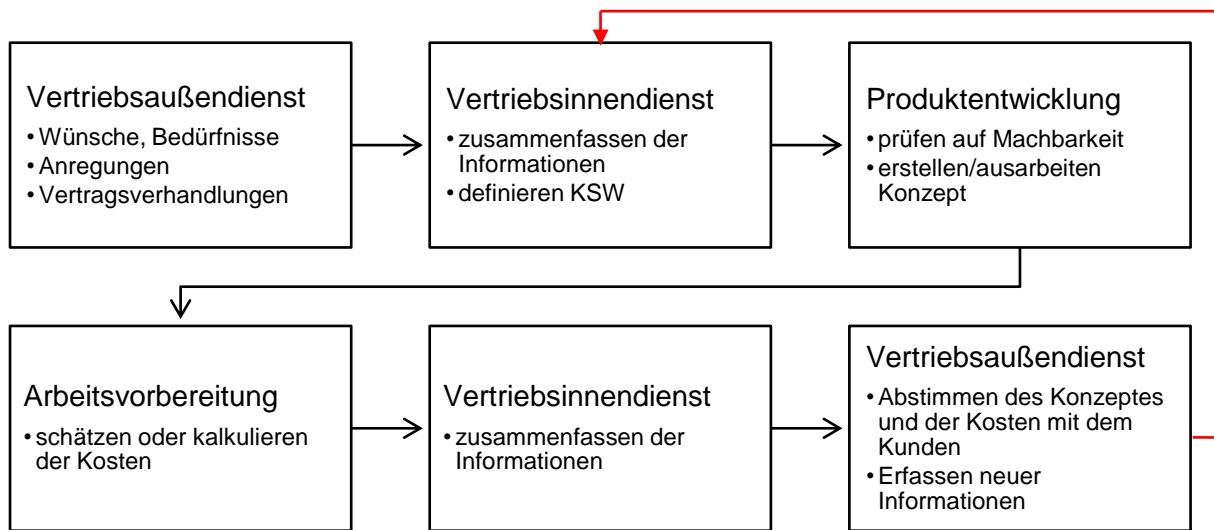 Vertriebsaußendienst
• Wünsche, Bedürfnisse
• Anregungen
• Vertragsverhandlungen
Vertriebsinnendienst
• zusammenfassen der
Informationen
• definieren KSW
Produktentwicklung
• prüfen auf Machbarkeit
• erstellen/ausarbeiten
Konzept
Arbeitsvorbereitung
• schätzen oder kalkulieren
der Kosten
Vertriebsinnendienst
• zusammenfassen der
Informationen
Vertriebsaußendienst
• Abstimmen des Konzeptes
und der Kosten mit dem
Kunden
• Erfassen neuer
Informationen